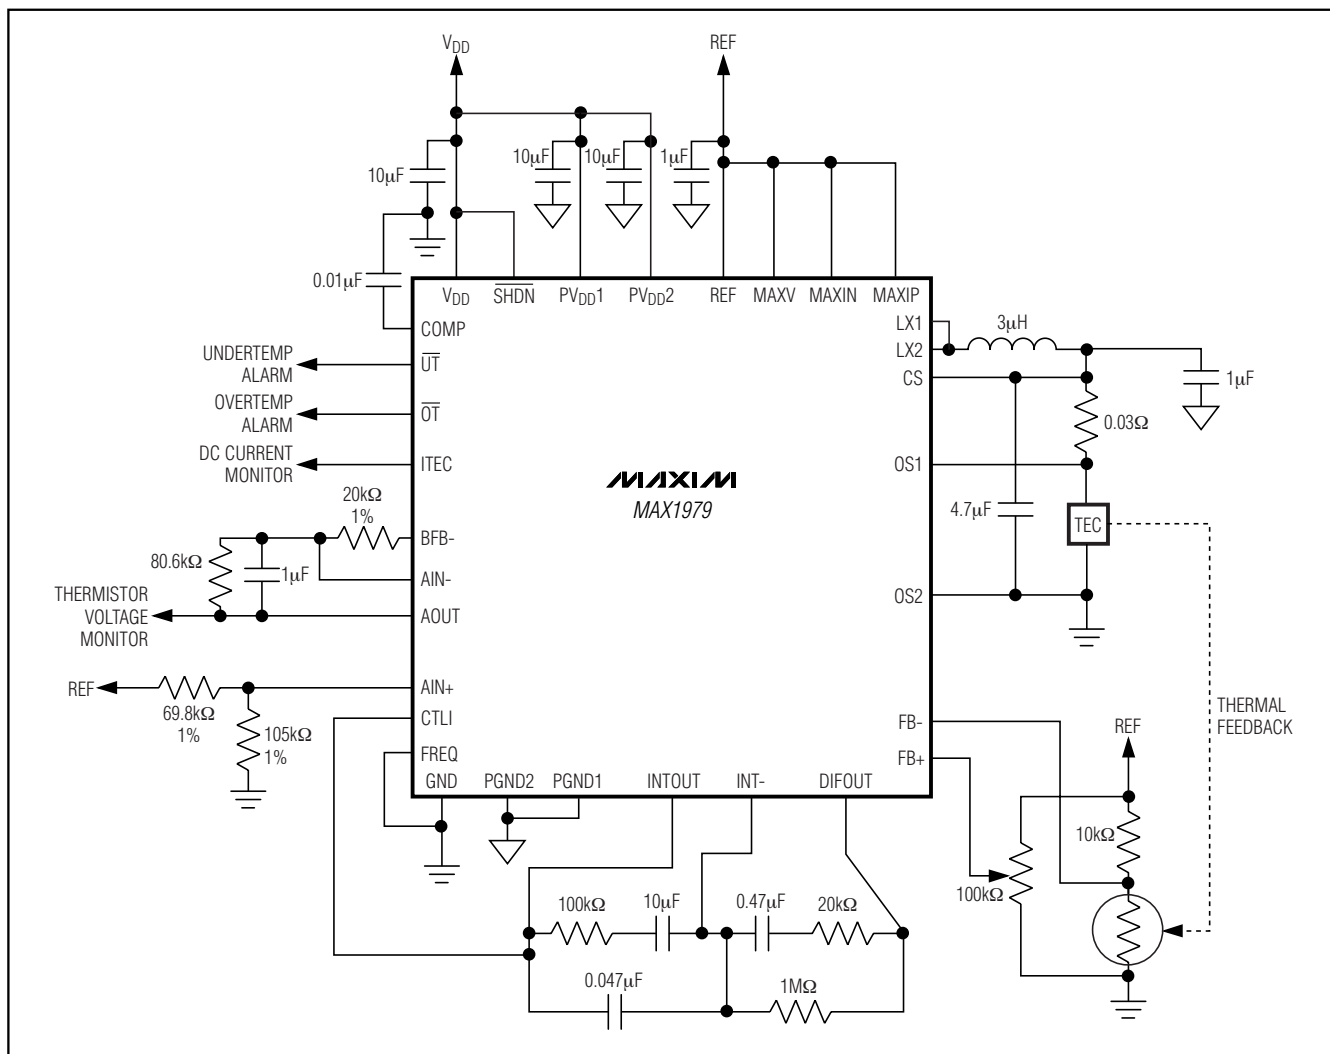 VDD
REF
10µF
10µF
10µF
1µF
0.01µF
VDD
SHDN
PVDD1
PVDD2
REF
MAXV
MAXIN
MAXIP
COMP
LX1
3µH
LX2
UNDERTEMP
ALARM
UT
CS
1µF
OVERTEMP
ALARM
OT
0.03Ω
DC CURRENT
MONITOR
ITEC
OS1
MAXIM
MAX1979
20kΩ
1%
4.7µF
TEC
BFB-
80.6kΩ
1µF
AIN-
THERMISTOR
VOLTAGE
MONITOR
AOUT
OS2
REF
AIN+
69.8kΩ
1%
105kΩ
1%
CTLI
FB-
THERMAL
FEEDBACK
REF
FREQ
FB+
GND
PGND2
PGND1
INTOUT
INT-
DIFOUT
10kΩ
100kΩ
100kΩ
10µF
0.47µF
20kΩ
0.047µF
1MΩ